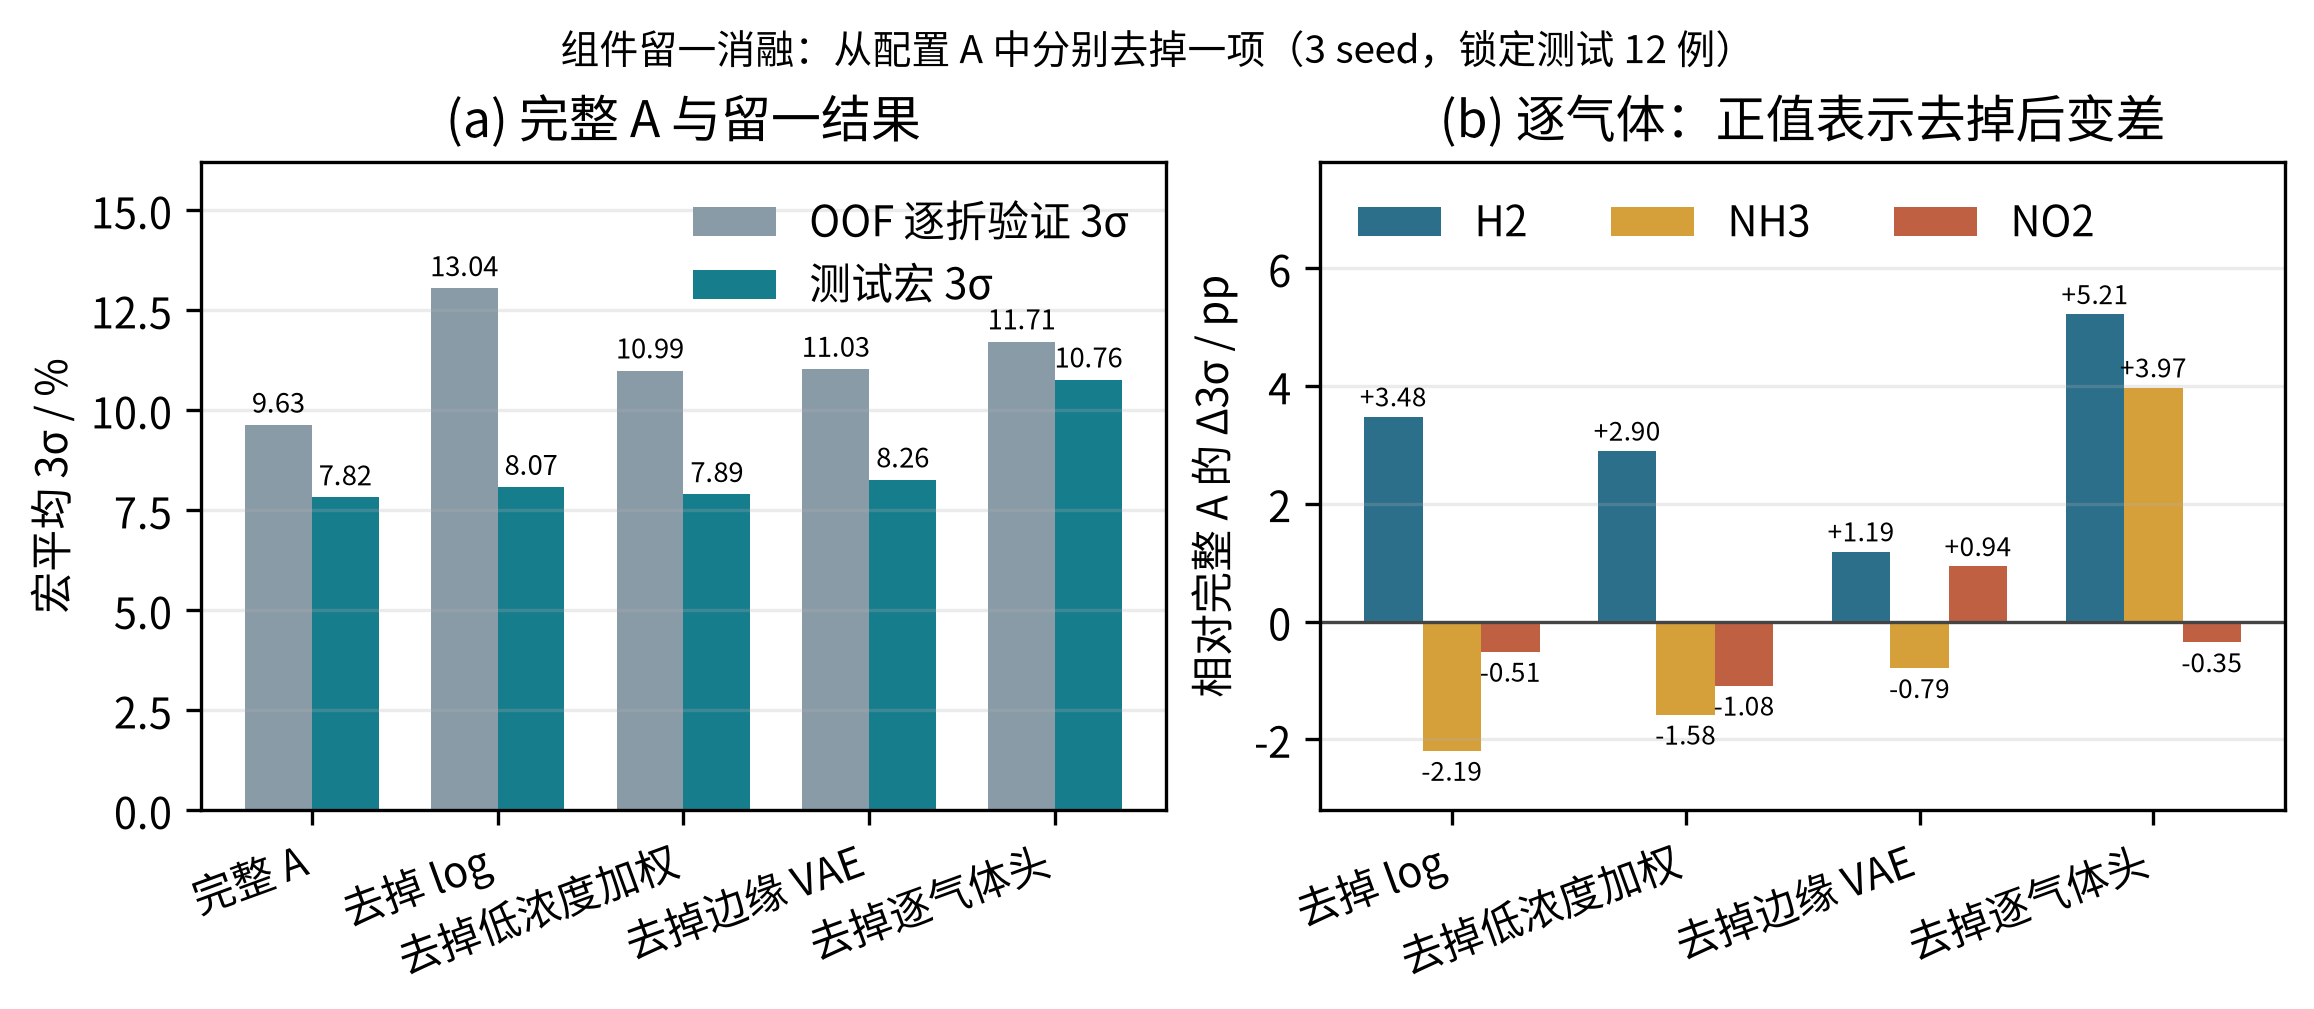 组件留一消融：从配置 A 中分别去掉一项（3 seed，锁定测试 12 例）
(a) 完整 A 与留一结果
宏平均 3σ / %
15.0
12.5
10.0
7.5
5.0
2.5
0.0
OOF 逐折验证 3σ
测试宏 3σ
9.63
7.82
13.04
8.07
10.99
7.89
11.03
8.26
11.71
10.76
完整 A
去掉 log
去掉低浓度加权
去掉边缘 VAE
去掉逐气体头
(b) 逐气体：正值表示去掉后变差
相对完整 A 的 Δ3σ / pp
6
4
2
0
-2
H2
NH3
NO2
+3.48
-2.19
-0.51
+2.90
-1.58
-1.08
+1.19
-0.79
+0.94
+5.21
+3.97
-0.35
去掉 log
去掉低浓度加权
去掉边缘 VAE
去掉逐气体头